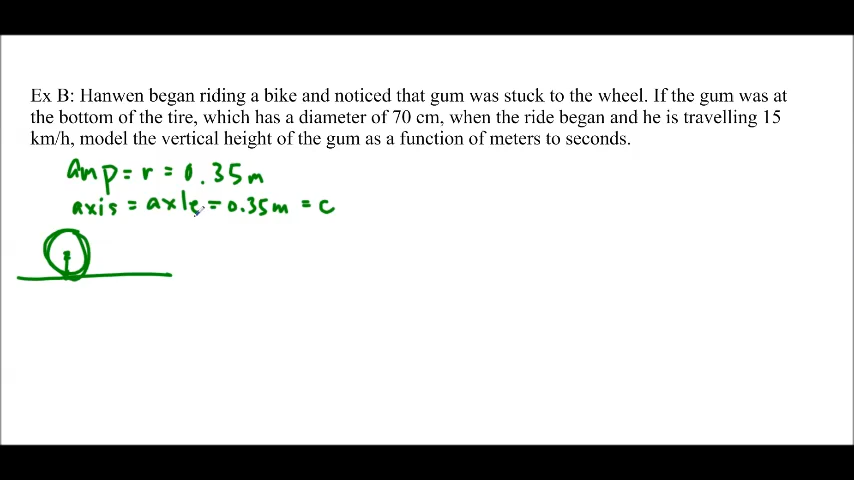 Ex B: Hanwen began riding a bike and noticed that gum was stuck to the wheel. If the gum was at
the bottom of the tire, which has a diameter of 70 cm, when the ride began and he is travelling 15
km/h, model the vertical height of the gum as a function of meters to seconds.
amp = r = 0.35m
axis = axle = 0.35m = c